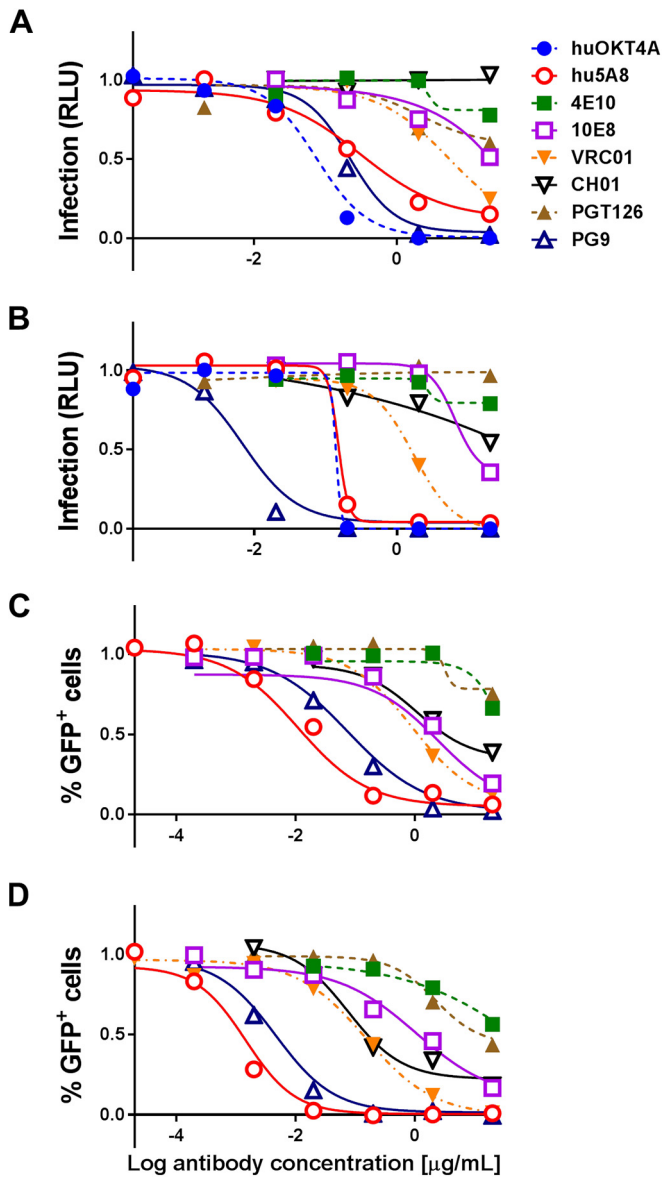 A
Infection (RLU)
1.0
0.5
0.0
-2
0
huOKT4A
hu5A8
4E10
10E8
VRC01
CH01
PGT126
PG9
B
Infection (RLU)
1.0
0.5
0.0
-2
0
C
% GFP+ cells
1.0
0.5
0.0
-4
-2
0
D
% GFP+ cells
1.0
0.5
0.0
-4
-2
0
Log antibody concentration [µg/mL]